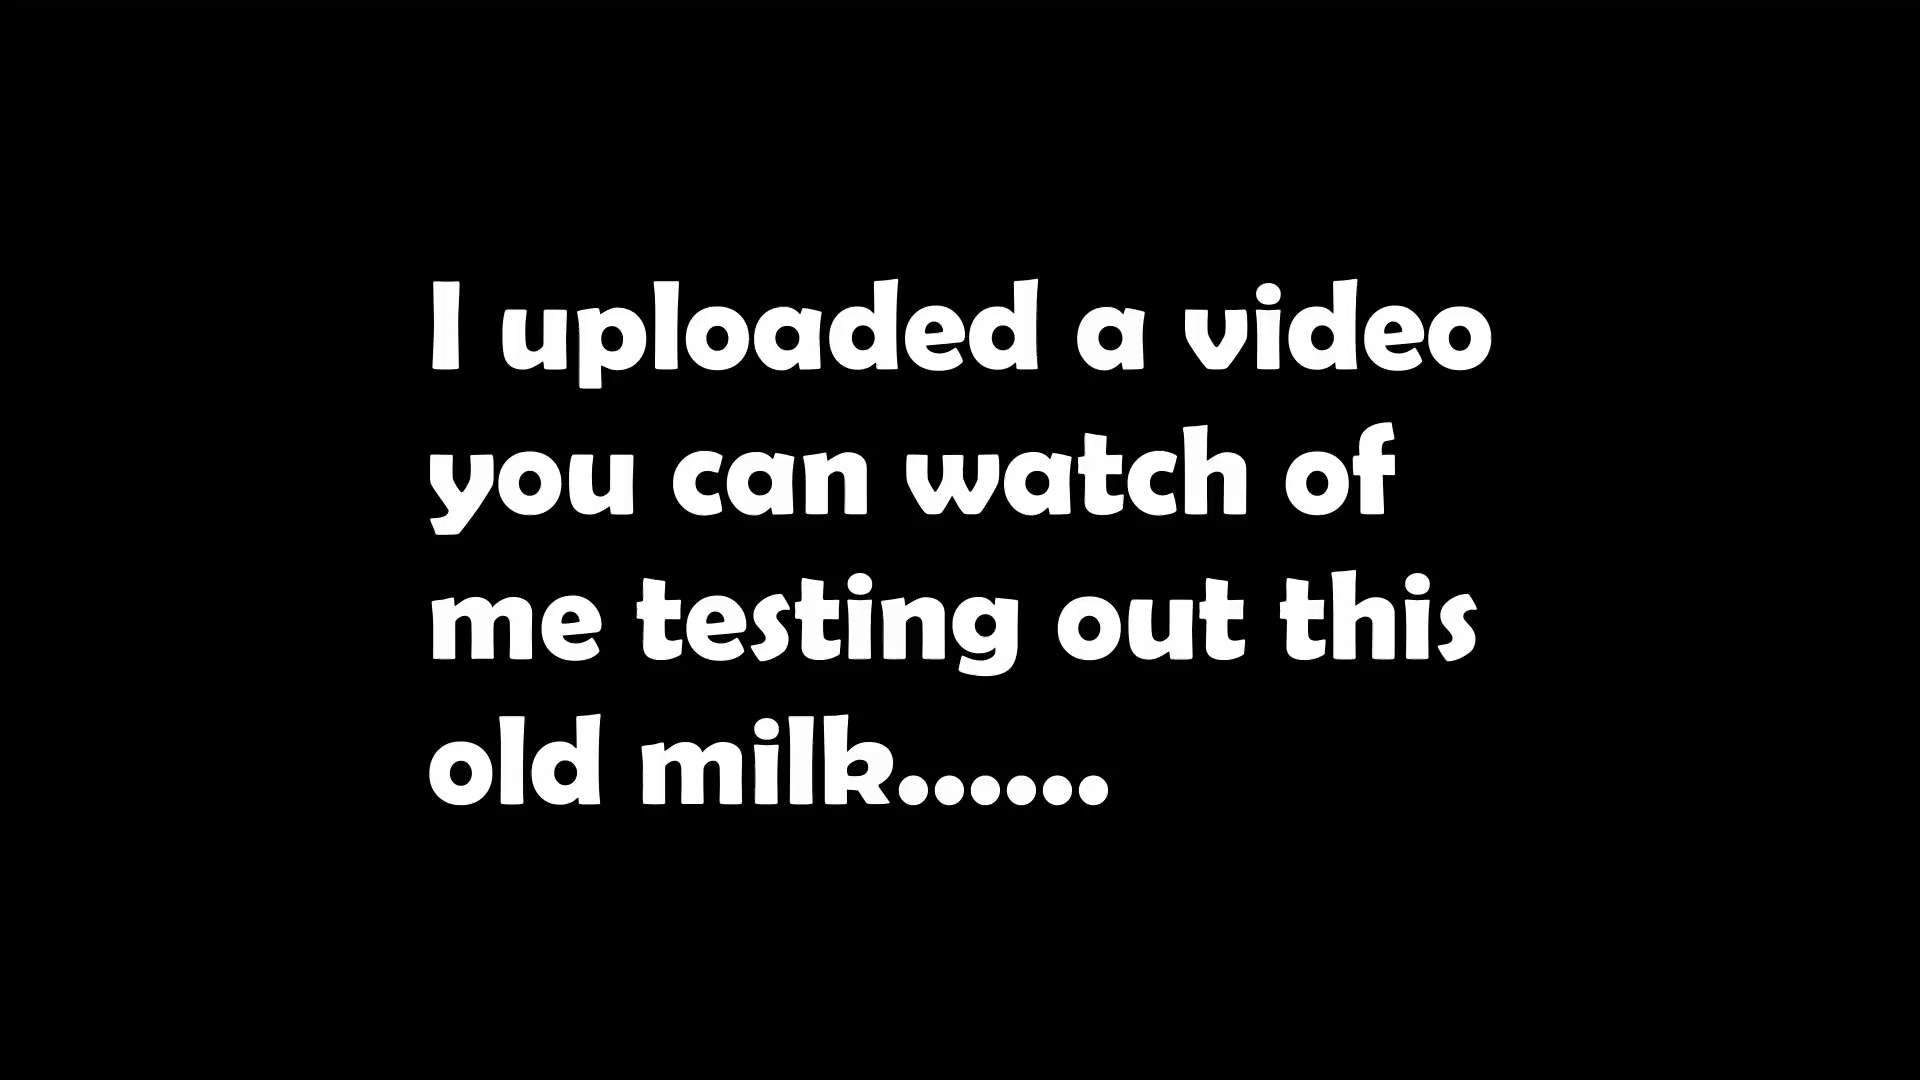 I uploaded a video
you can watch of
me testing out this
old milk......